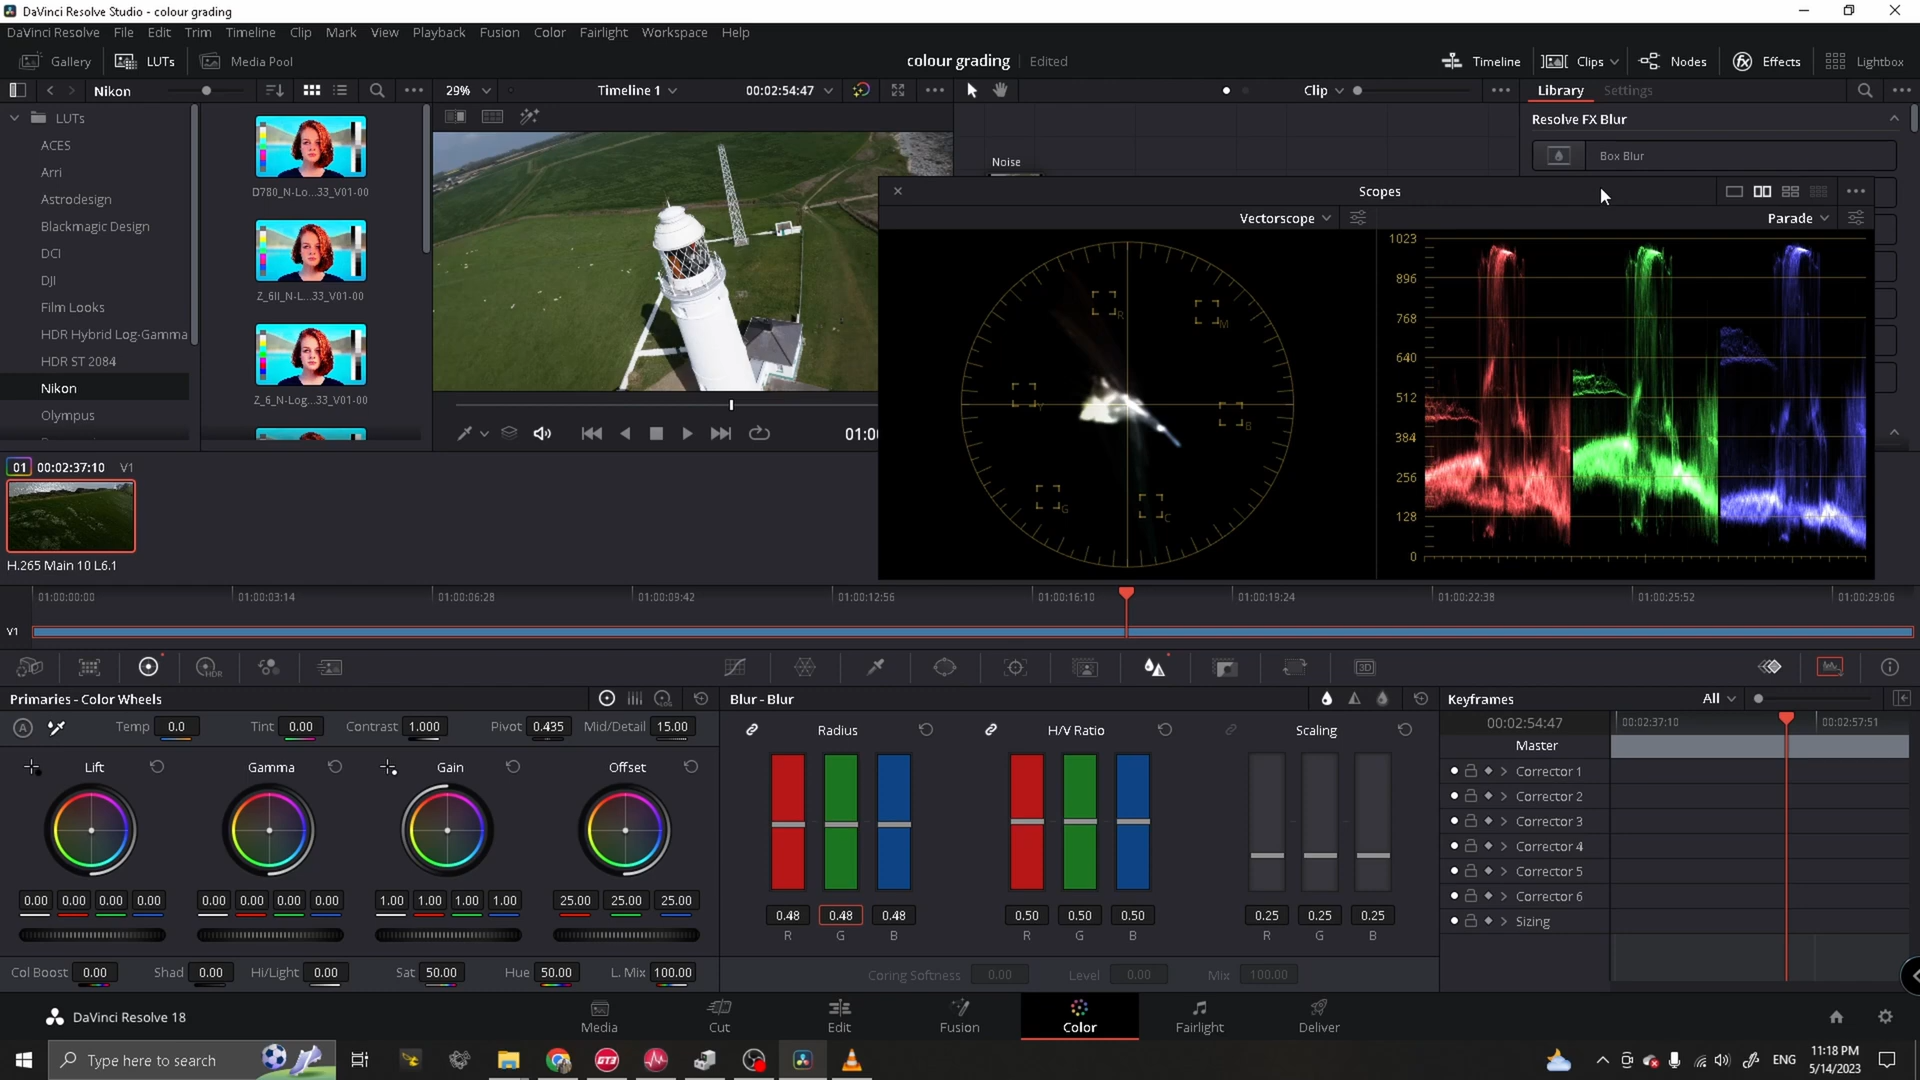 DaVinci Resolve Studio - colour grading
DaVinci Resolve File Edit Trim Timeline Clip Mark View Playback Fusion Color Fairlight Workspace Help
Gallery LUTs Media Pool colour grading Edited Timeline Clips Nodes fx Effects Lightbox
Nikon 29% Timeline 1 00:02:54:47 Clip Library Settings
LUTs
ACES
Arri
Astrodesign
Blackmagic Design
DCI
DJI
Film Looks
HDR Hybrid Log-Gamma
HDR ST 2084
Nikon
Olympus
D780_N-Lo...33_V01-00
Z_6II_N-L...33_V01-00
Z_6_N-Log...33_V01-00
01:0
Noise
Resolve FX Blur
Box Blur
Scopes
Vectorscope Parade
R
M
Y
B
G
C
1023
896
768
640
512
384
256
128
0
01 00:02:37:10 V1
H.265 Main 10 L6.1
01:00:00:00 01:00:03:14 01:00:06:28 01:00:09:42 01:00:12:56 01:00:16:10 01:00:19:24 01:00:22:38 01:00:25:52 01:00:29:06
V1
HDR 3D
Primaries - Color Wheels LOG
A Temp 0.0 Tint 0.00 Contrast 1.000 Pivot 0.435 Mid/Detail 15.00
Lift Gamma Gain Offset
0.00 0.00 0.00 0.00 0.00 0.00 0.00 0.00 1.00 1.00 1.00 1.00 25.00 25.00 25.00
Col Boost 0.00 Shad 0.00 Hi/Light 0.00 Sat 50.00 Hue 50.00 L. Mix 100.00
Blur - Blur
Radius H/V Ratio Scaling
0.48 0.48 0.48 0.50 0.50 0.50 0.25 0.25 0.25
R G B R G B R G B
Coring Softness 0.00 Level 0.00 Mix 100.00
Keyframes All
00:02:54:47 00:02:37:10 00:02:57:51
Master
Corrector 1
Corrector 2
Corrector 3
Corrector 4
Corrector 5
Corrector 6
Sizing
DaVinci Resolve 18 Media Cut Edit Fusion Color Fairlight Deliver
Type here to search GT3 ENG 11:18 PM
5/14/2023